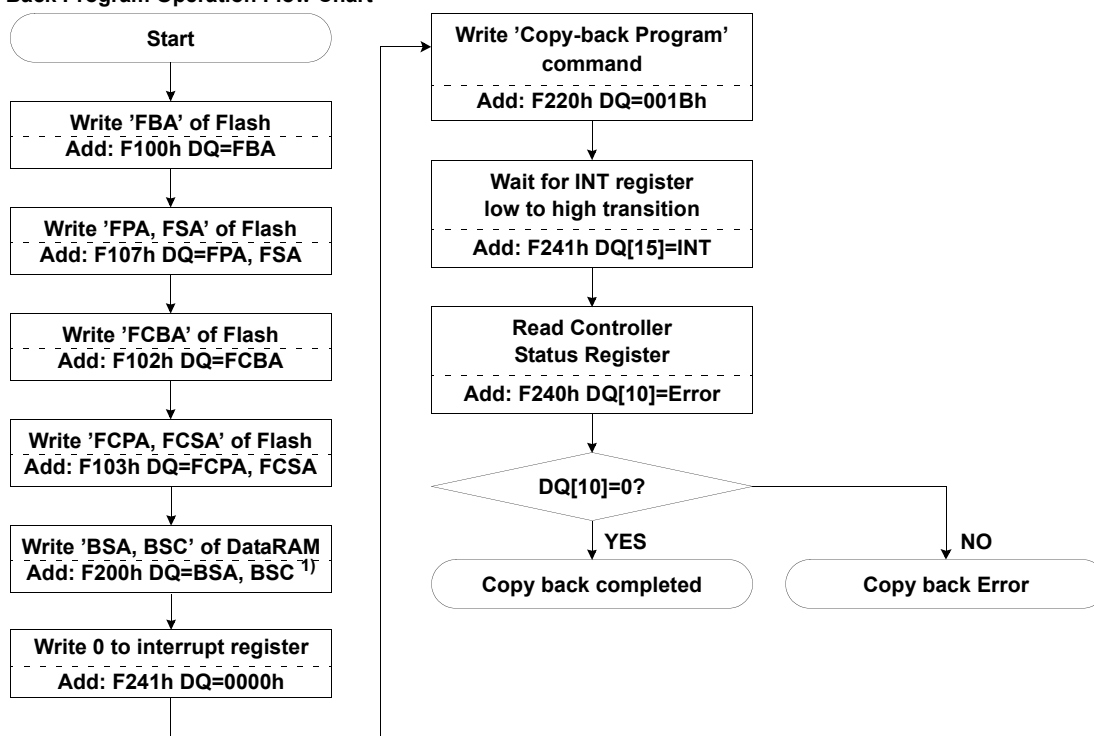 Back Program Operation Flow Chart
Start
Write 'FBA' of Flash
Add: F100h DQ=FBA
Write 'FPA, FSA' of Flash
Add: F107h DQ=FPA, FSA
Write 'FCBA' of Flash
Add: F102h DQ=FCBA
Write 'FCPA, FCSA' of Flash
Add: F103h DQ=FCPA, FCSA
Write 'BSA, BSC' of DataRAM
Add: F200h DQ=BSA, BSC 1)
Write 0 to interrupt register
Add: F241h DQ=0000h
Write 'Copy-back Program'
command
Add: F220h DQ=001Bh
Wait for INT register
low to high transition
Add: F241h DQ[15]=INT
Read Controller
Status Register
Add: F240h DQ[10]=Error
DQ[10]=0?
YES
NO
Copy back completed
Copy back Error